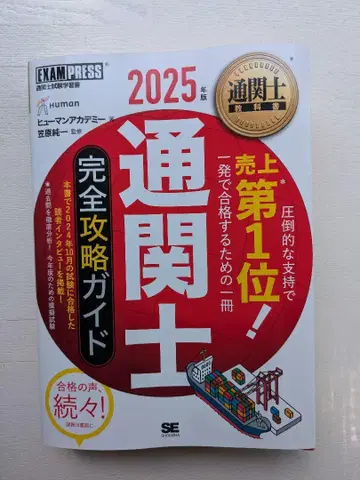 EXAMPRESS
通関士試験学習書
Human
ヒューマンアカデミー 著
笠原純一 監修
2025年版
通関士
教科書
圧倒的な支持で
売上*第1位!
一発で合格するための一冊
通関士
完全攻略ガイド
本書で2024年10月の試験に合格した
読者インタビューを掲載!
過去問を徹底分析! 今年度のための模擬試験
合格の声、
続々!
SE
SHOEISHA